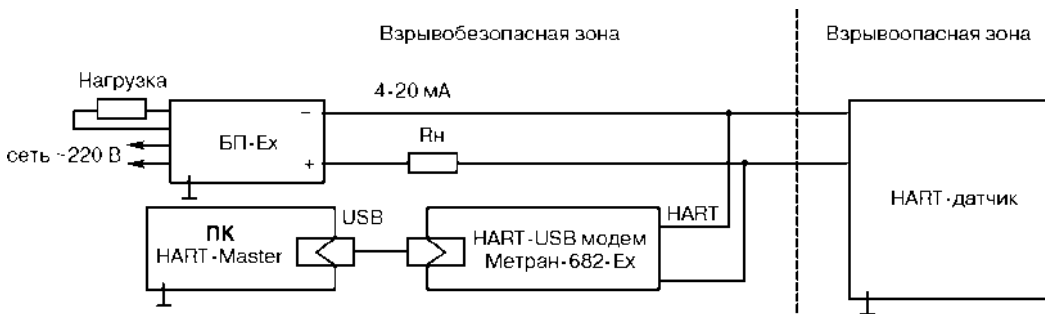 Взрывобезопасная зона
Взрывоопасная зона
Нагрузка
4-20 мА
−
БП-Ex
Rн
сеть ~220 В
+
USB
HART
ПК
HART-Master
HART-USB модем
Метран-682-Ex
HART-датчик